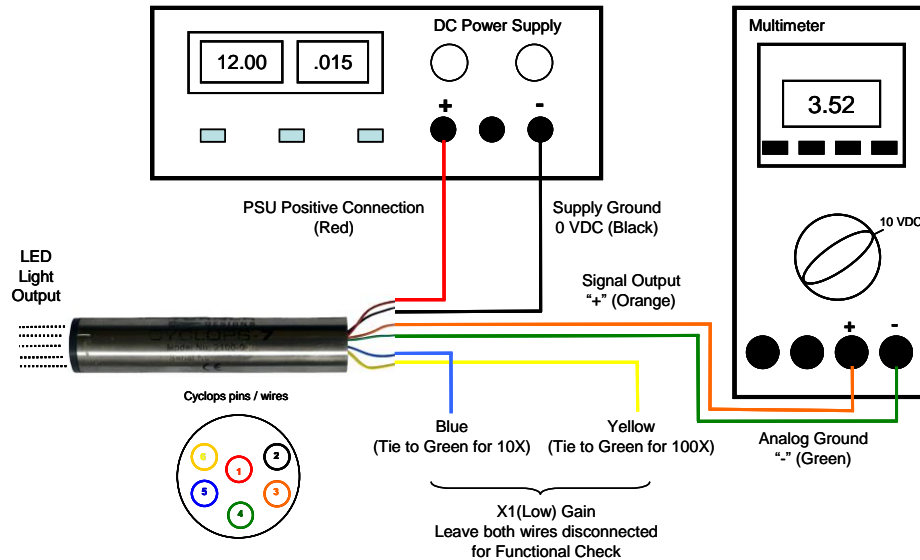 DC Power Supply
12.00
.015
+
-
PSU Positive Connection
(Red)
Supply Ground
0 VDC (Black)
Multimeter
3.52
10 VDC
+
-
LED
Light
Output
Signal Output
“+” (Orange)
CYCLOPS-7
Cyclops pins / wires
6
2
1
5
3
4
Blue
(Tie to Green for 10X)
Yellow
(Tie to Green for 100X)
Analog Ground
“-” (Green)
X1(Low) Gain
Leave both wires disconnected
for Functional Check